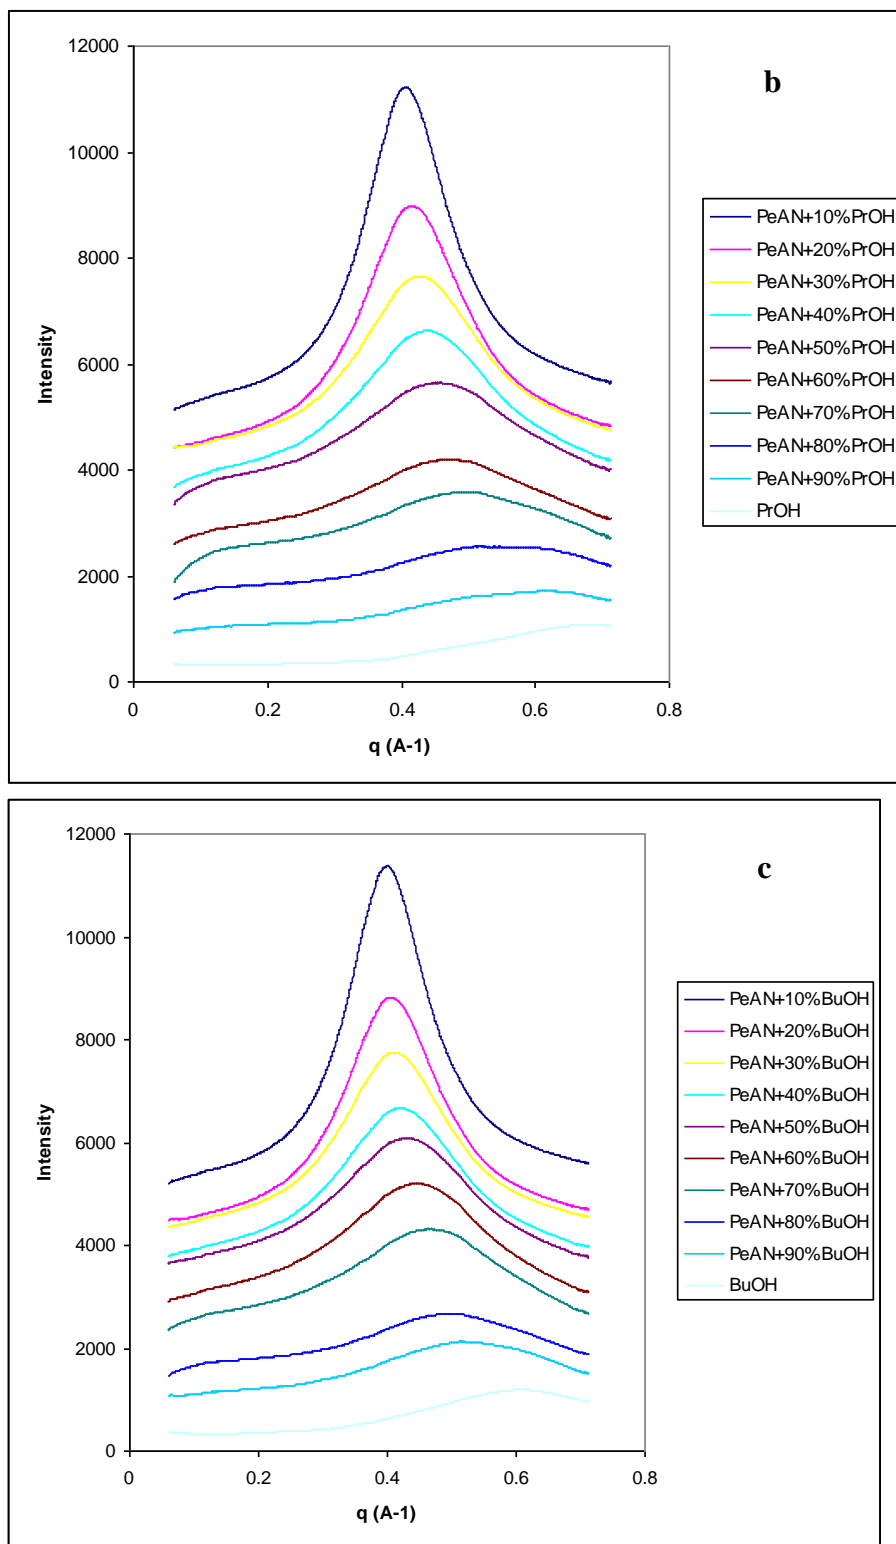 b
12000
10000
8000
6000
4000
2000
0
Intensity
0
0.2
0.4
0.6
0.8
q (A-1)
PeAN+10%PrOH
PeAN+20%PrOH
PeAN+30%PrOH
PeAN+40%PrOH
PeAN+50%PrOH
PeAN+60%PrOH
PeAN+70%PrOH
PeAN+80%PrOH
PeAN+90%PrOH
PrOH
c
12000
10000
8000
6000
4000
2000
0
Intensity
0
0.2
0.4
0.6
0.8
q (A-1)
PeAN+10%BuOH
PeAN+20%BuOH
PeAN+30%BuOH
PeAN+40%BuOH
PeAN+50%BuOH
PeAN+60%BuOH
PeAN+70%BuOH
PeAN+80%BuOH
PeAN+90%BuOH
BuOH